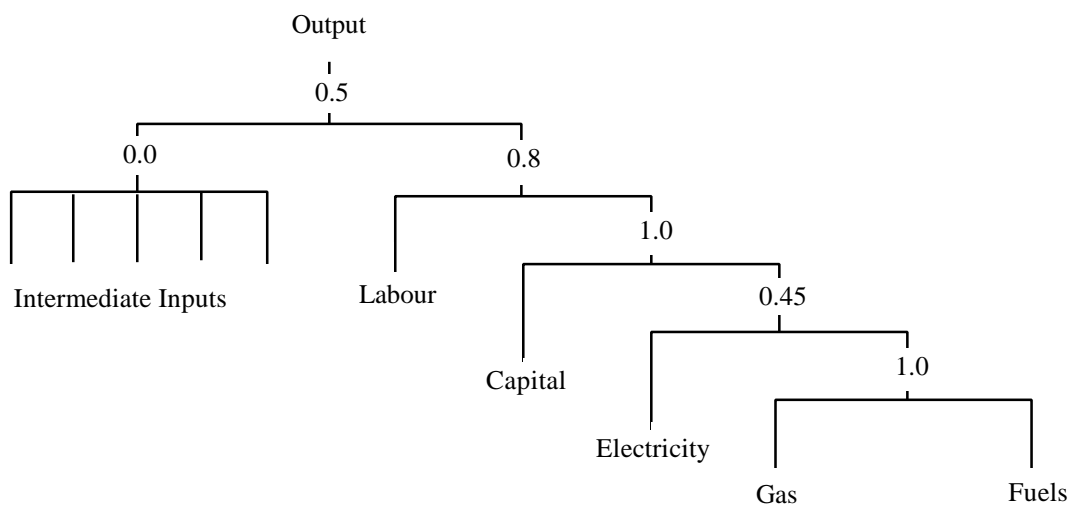 Output
0.5
0.0
0.8
1.0
Intermediate Inputs
Labour
0.45
Capital
1.0
Electricity
Gas
Fuels